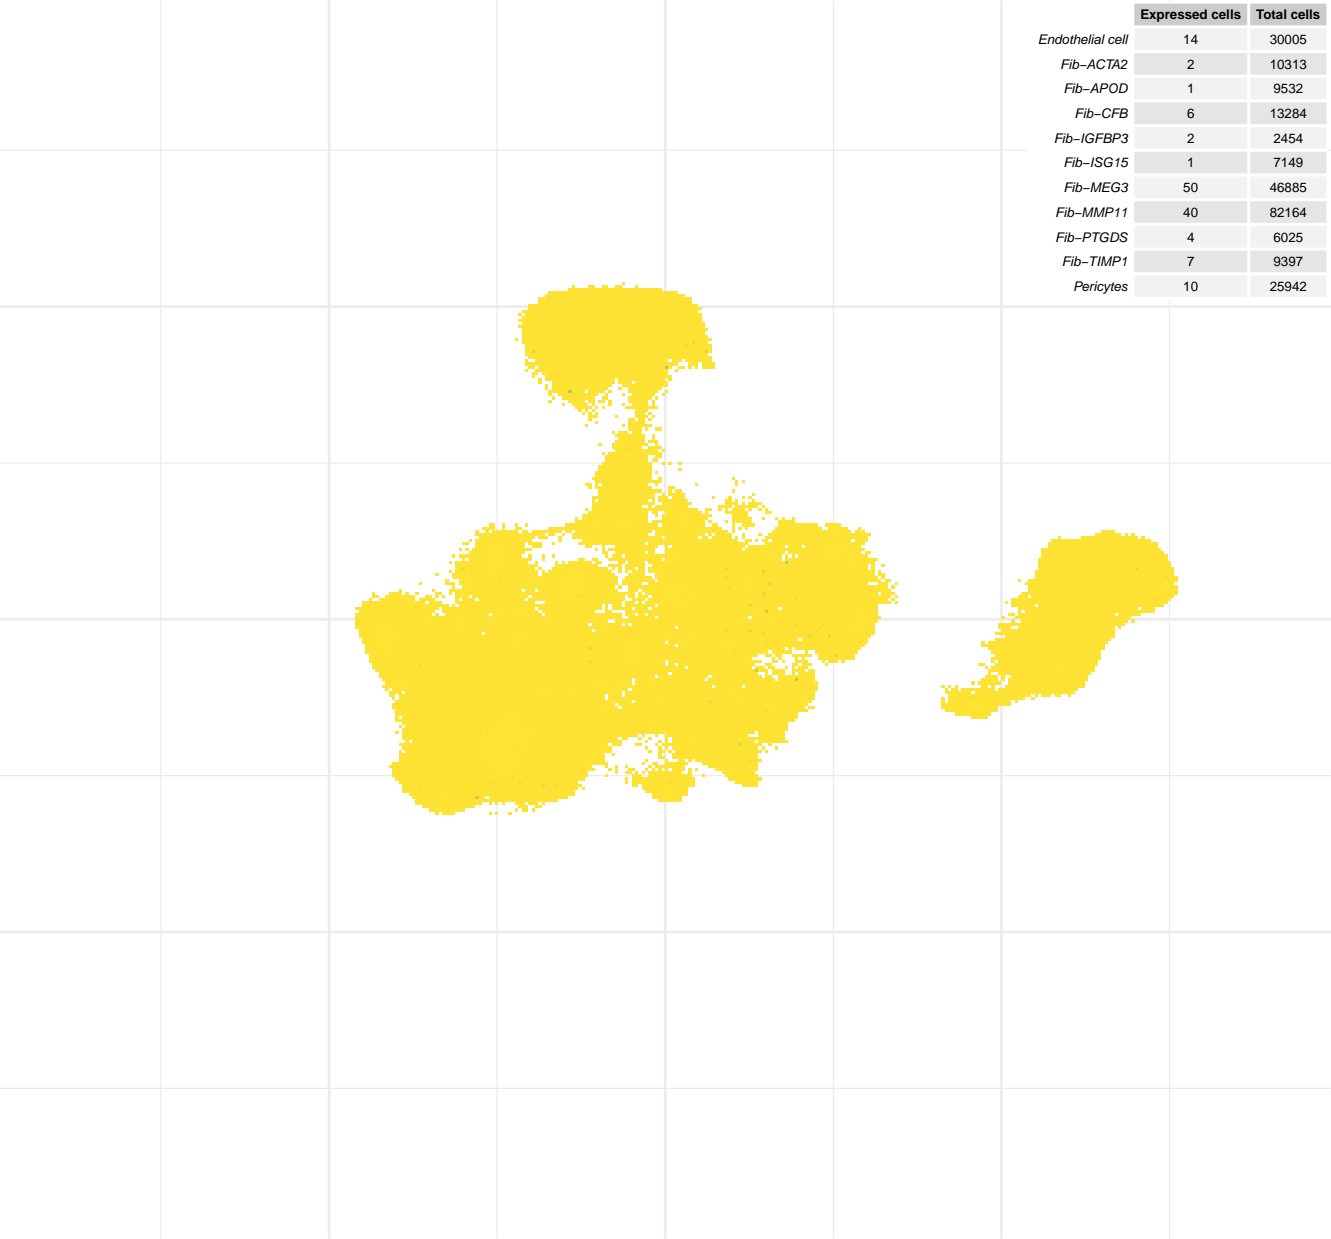 Expressed cells Total cells
Endothelial cell 14 30005
Fib−ACTA2 2 10313
Fib−APOD 1 9532
Fib−CFB 6 13284
Fib−IGFBP3 2 2454
Fib−ISG15 1 7149
Fib−MEG3 50 46885
Fib−MMP11 40 82164
Fib−PTGDS 4 6025
Fib−TIMP1 7 9397
Pericytes 10 25942